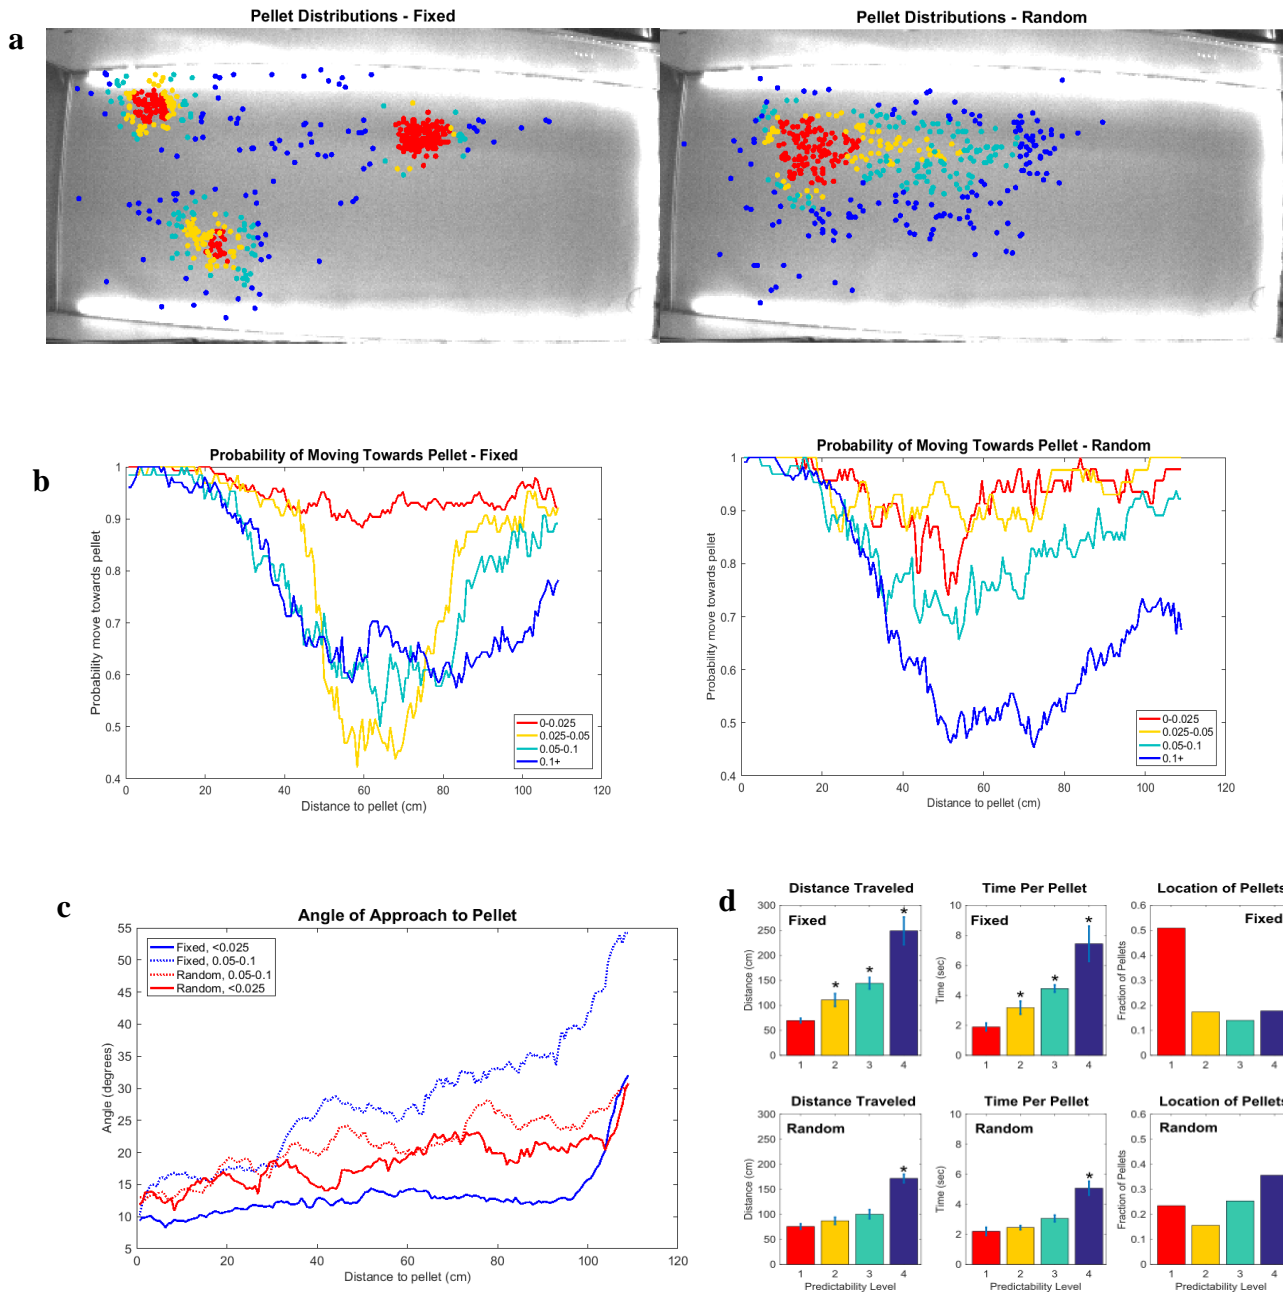 a
Pellet Distributions - Fixed
Pellet Distributions - Random
b
Probability of Moving Towards Pellet - Fixed
Probability move towards pellet
1
0.9
0.8
0.7
0.6
0.5
0.4
0 20 40 60 80 100 120
Distance to pellet (cm)
0-0.025
0.025-0.05
0.05-0.1
0.1+
Probability of Moving Towards Pellet - Random
Probability move towards pellet
1
0.9
0.8
0.7
0.6
0.5
0.4
0 20 40 60 80 100 120
Distance to pellet (cm)
0-0.025
0.025-0.05
0.05-0.1
0.1+
c
Angle of Approach to Pellet
Angle (degrees)
55
50
45
40
35
30
25
20
15
10
5
0 20 40 60 80 100 120
Distance to pellet (cm)
Fixed, <0.025
Fixed, 0.05-0.1
Random, 0.05-0.1
Random, <0.025
d
Distance Traveled
Fixed
Distance (cm)
300
250
200
150
100
50
0
1 2 3 4
* * *
Time Per Pellet
Fixed
Time (sec)
10
8
6
4
2
0
1 2 3 4
* * *
Location of Pellets
Fixed
Fraction of Pellets
0.6
0.5
0.4
0.3
0.2
0.1
0
1 2 3 4
Distance Traveled
Random
Distance (cm)
300
250
200
150
100
50
0
1 2 3 4
Predictability Level
*
Time Per Pellet
Random
Time (sec)
10
8
6
4
2
0
1 2 3 4
Predictability Level
*
Location of Pellets
Random
Fraction of Pellets
0.6
0.5
0.4
0.3
0.2
0.1
0
1 2 3 4
Predictability Level